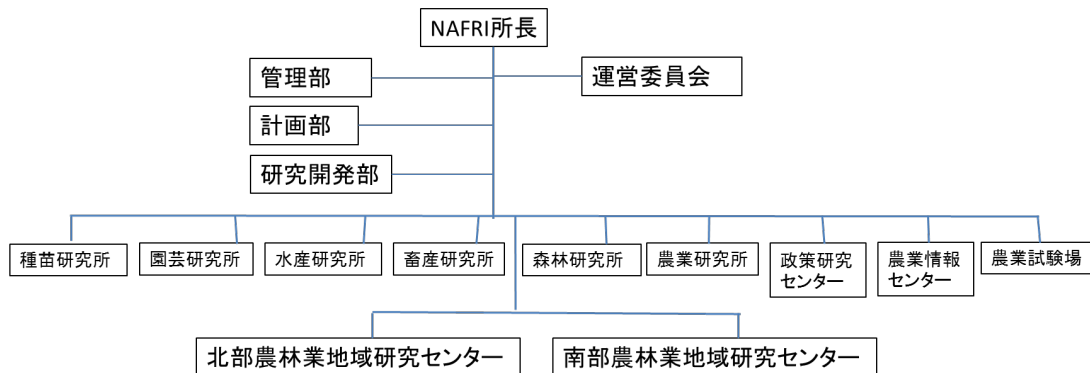 NAFRI所長
管理部
運営委員会
計画部
研究開発部
種苗研究所
園芸研究所
水産研究所
畜産研究所
森林研究所
農業研究所
政策研究
センター
農業情報
センター
農業試験場
北部農林業地域研究センター
南部農林業地域研究センター